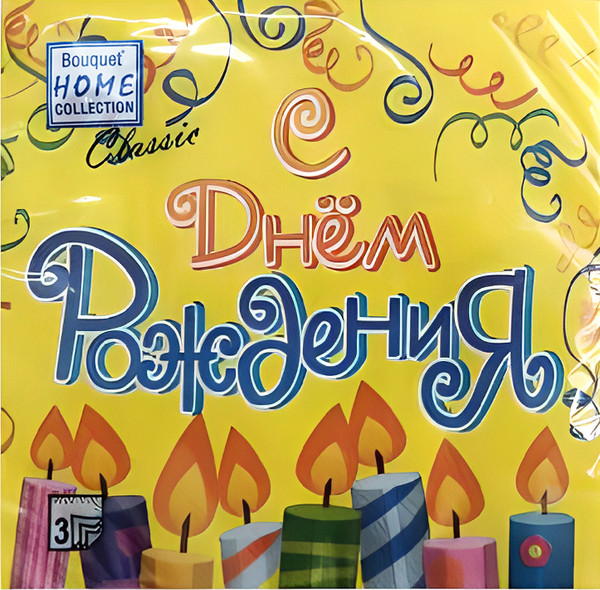 Bouquet®
HOME
COLLECTION
Classic
С
Днём
Рождения
3